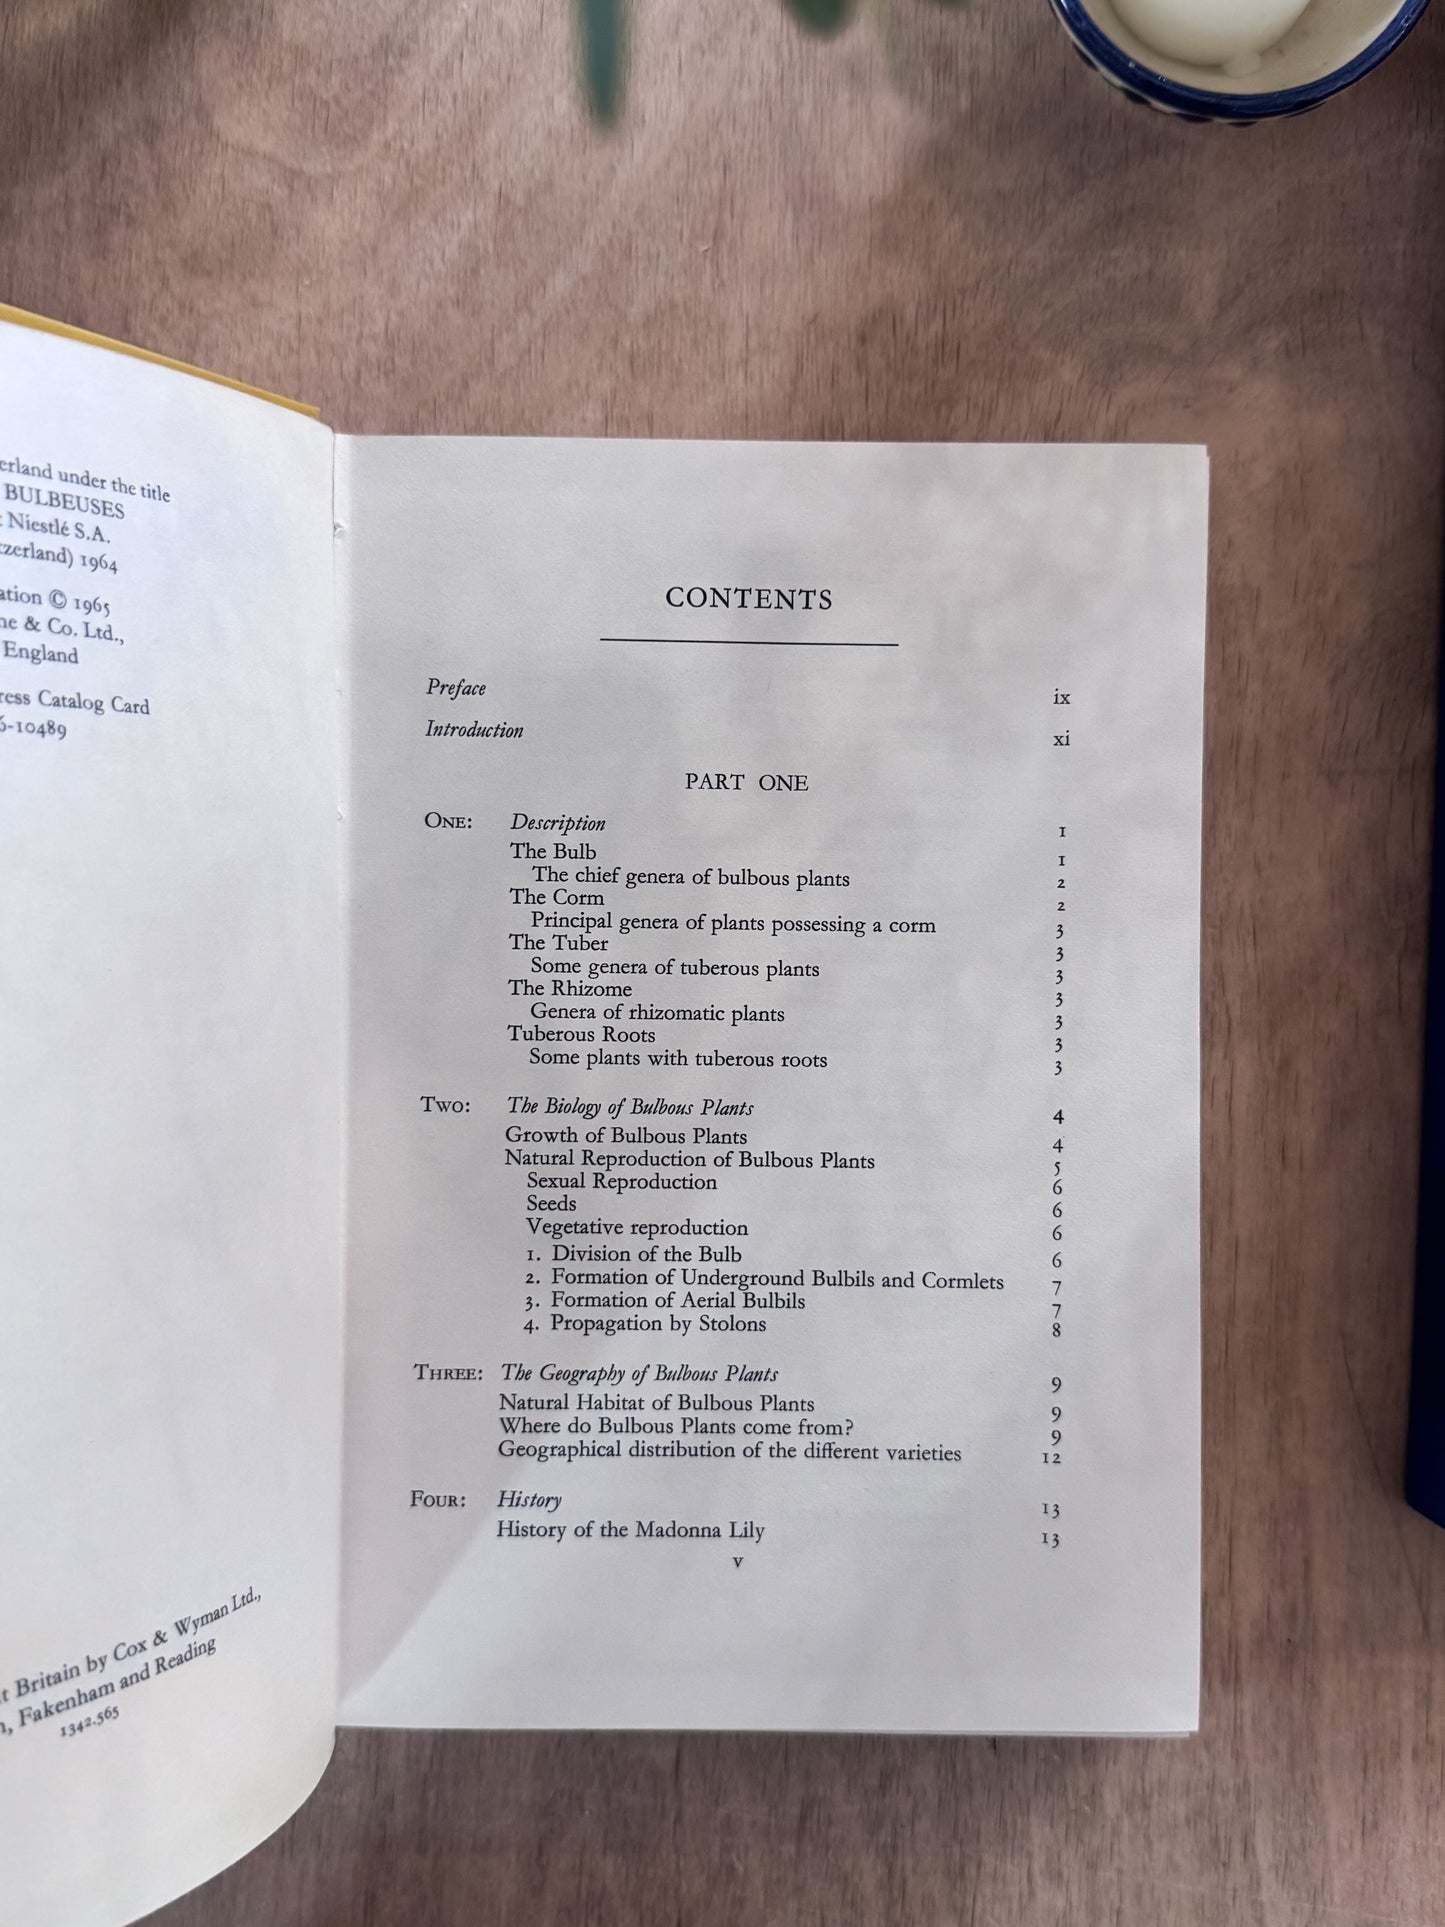 erland under the title
BULBEUSES
Niestlé S.A.
zerland) 1964
ation © 1965
ne & Co. Ltd.,
England
ress Catalog Card
-10489
t Britain by Cox & Wyman Ltd.,
Fakenham and Reading
1342.565
CONTENTS
Preface ix
Introduction xi
PART ONE
ONE: Description 1
The Bulb 1
The chief genera of bulbous plants 2
The Corm 2
Principal genera of plants possessing a corm 3
The Tuber 3
Some genera of tuberous plants 3
The Rhizome 3
Genera of rhizomatic plants 3
Tuberous Roots 3
Some plants with tuberous roots 3
TWO: The Biology of Bulbous Plants 4
Growth of Bulbous Plants 4
Natural Reproduction of Bulbous Plants 5
Sexual Reproduction 6
Seeds 6
Vegetative reproduction 6
1. Division of the Bulb 6
2. Formation of Underground Bulbils and Cormlets 7
3. Formation of Aerial Bulbils 7
4. Propagation by Stolons 8
THREE: The Geography of Bulbous Plants 9
Natural Habitat of Bulbous Plants 9
Where do Bulbous Plants come from? 9
Geographical distribution of the different varieties 12
FOUR: History 13
History of the Madonna Lily 13
v